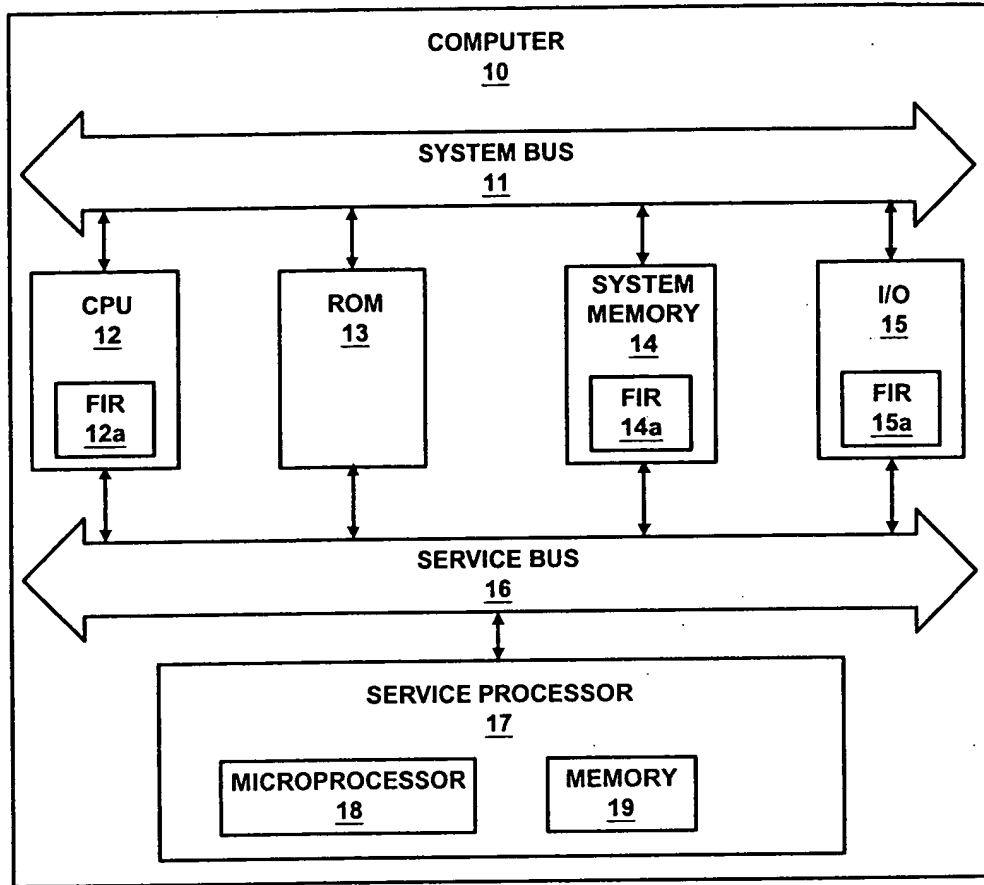 COMPUTER
10
SYSTEM BUS
11
CPU
12
FIR
12a
ROM
13
SYSTEM
MEMORY
14
FIR
14a
I/O
15
FIR
15a
SERVICE BUS
16
SERVICE PROCESSOR
17
MICROPROCESSOR
18
MEMORY
19